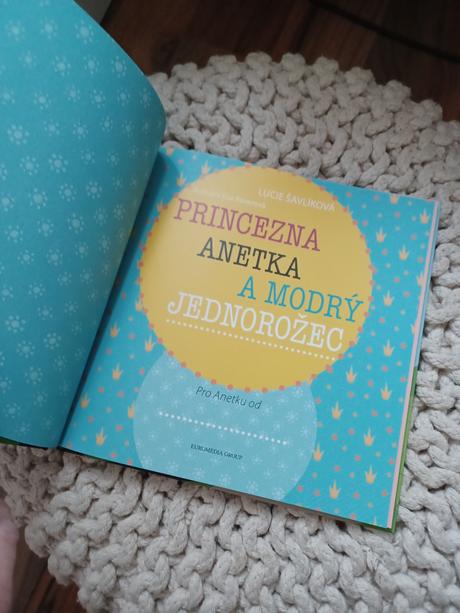 LUCIE ŠAVLÍKOVÁ
PRINCEZNA
ANETKA
A MODRÝ
JEDNOROŽEC
Pro Anetku od
EUROMEDIA GROUP